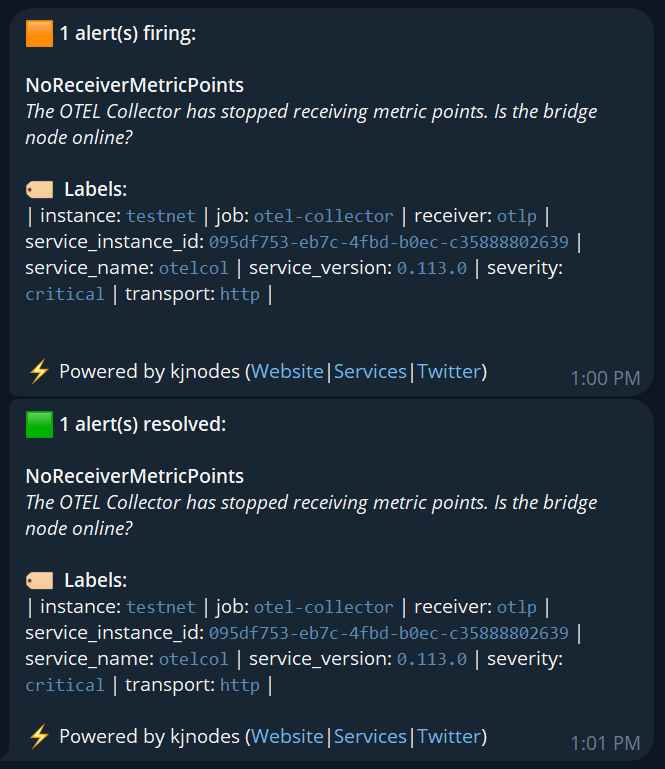 1 alert(s) firing:
NoReceiverMetricPoints
The OTEL Collector has stopped receiving metric points. Is the bridge
node online?
Labels:
| instance: testnet | job: otel-collector | receiver: otlp |
service_instance_id: 095df753-eb7c-4fbd-b0ec-c35888802639 |
service_name: otelcol | service_version: 0.113.0 | severity:
critical | transport: http |
⚡ Powered by kjnodes (Website|Services|Twitter)
1:00 PM
1 alert(s) resolved:
NoReceiverMetricPoints
The OTEL Collector has stopped receiving metric points. Is the bridge
node online?
Labels:
| instance: testnet | job: otel-collector | receiver: otlp |
service_instance_id: 095df753-eb7c-4fbd-b0ec-c35888802639 |
service_name: otelcol | service_version: 0.113.0 | severity:
critical | transport: http |
⚡ Powered by kjnodes (Website|Services|Twitter)
1:01 PM